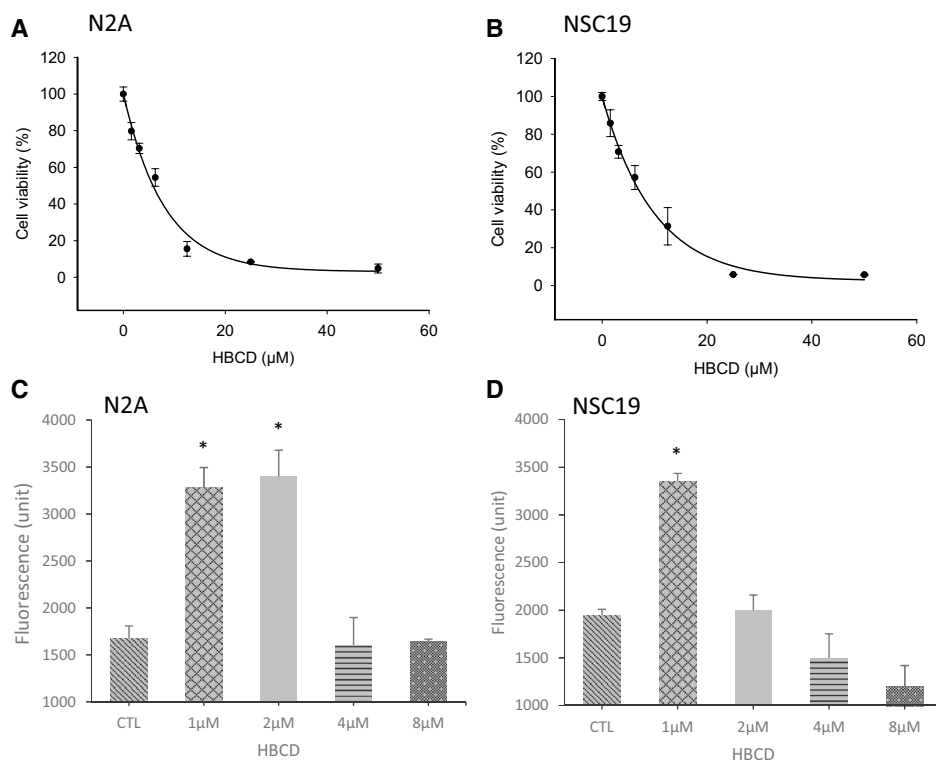 A N2A
Cell viability (%)
120
100
80
60
40
20
0
0 20 40 60
HBCD (µM)
B NSC19
Cell viability (%)
120
100
80
60
40
20
0
0 20 40 60
HBCD (µM)
C N2A
Fluorescence (unit)
4000
3500
3000
2500
2000
1500
1000
* *
CTL 1µM 2µM 4µM 8µM
HBCD
D NSC19
Fluorescence (unit)
4000
3500
3000
2500
2000
1500
1000
*
CTL 1µM 2µM 4µM 8µM
HBCD